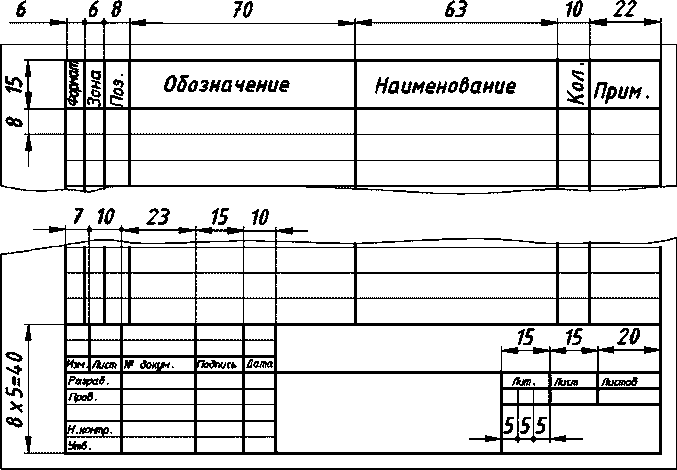 6 6 8 70 63 10 22
15 Формат Зона Поз. Обозначение Наименование Кол. Прим.
8
7 10 23 15 10
15 15 20
Изм. Лист № докум. Подпись Дата
Разраб. Лит. Лист Листов
Пров.
8 x 5=40
5 5 5
Н.контр.
Утв.